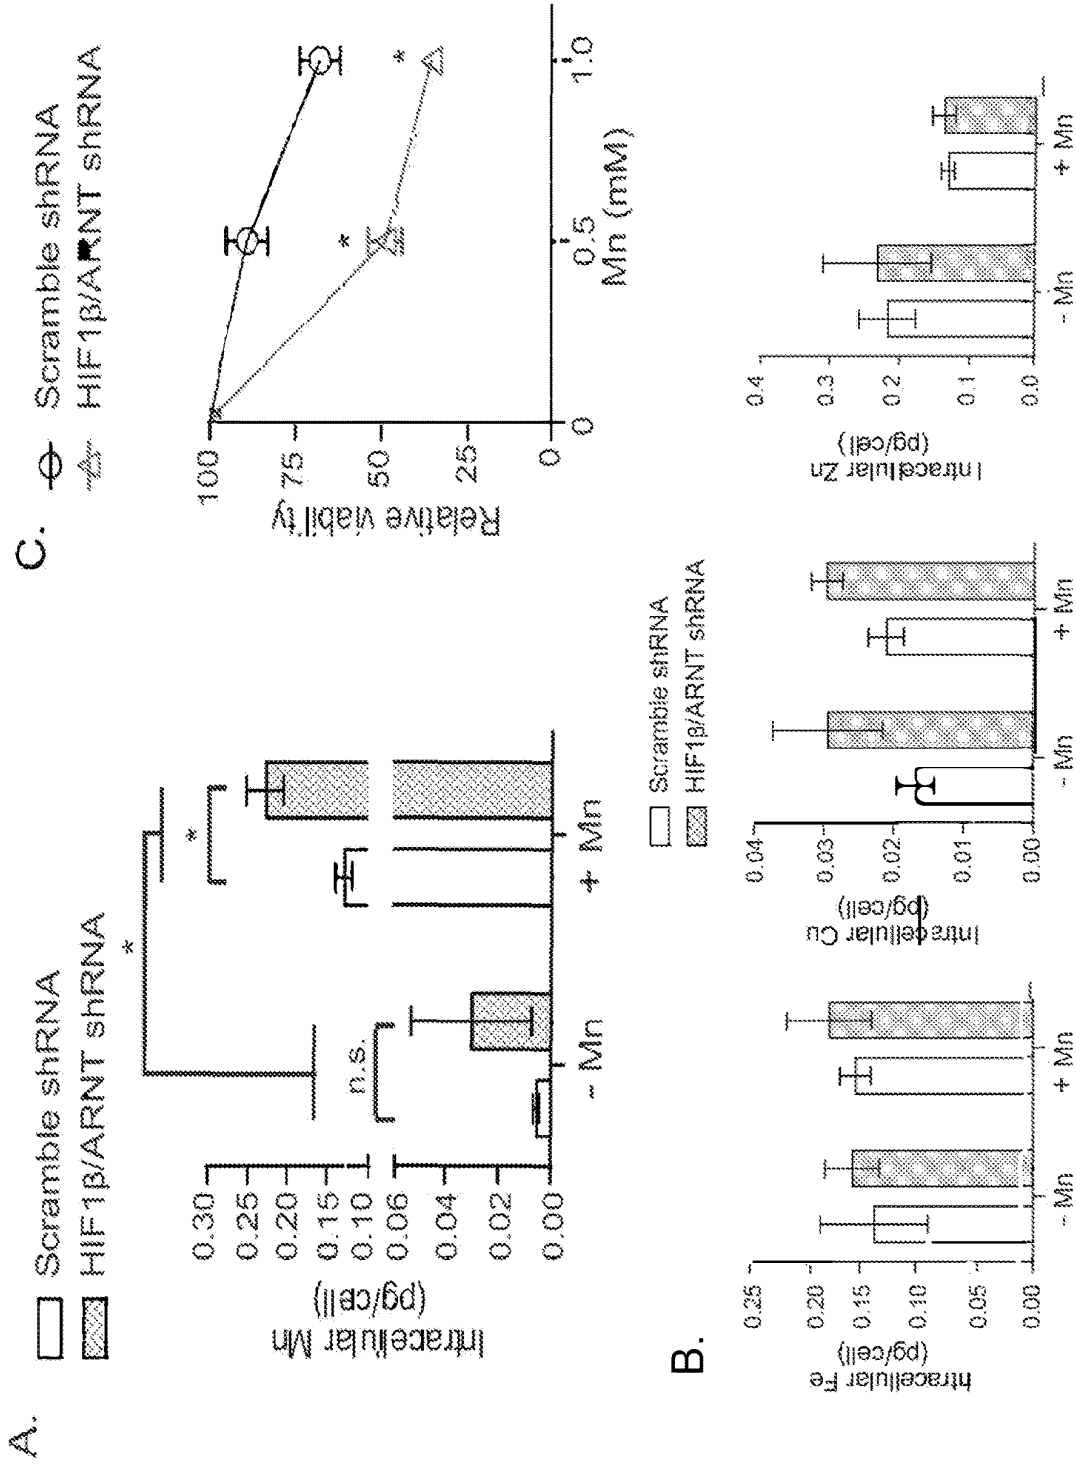 A.
Scramble shRNA
HIF1β/ARNT shRNA
Intracellular Mn
(pg/cell)
0.30
0.25
0.20
0.15
0.10
0.06
0.04
0.02
0.00
n.s.
*
*
- Mn
+ Mn
C.
Scramble shRNA
HIF1β/ARNT shRNA
Relative viability
100
75
50
25
0
*
*
0
0.5
1.0
Mn (mM)
B.
Scramble shRNA
HIF1β/ARNT shRNA
ntracellular Fe
(pg/cell)
0.25
0.20
0.15
0.10
0.05
0.00
- Mn
+ Mn
Intracellular Cu
(pg/cell)
0.04
0.03
0.02
0.01
0.00
- Mn
+ Mn
Intracellular Zn
(pg/cell)
0.4
0.3
0.2
0.1
0.0
- Mn
+ Mn